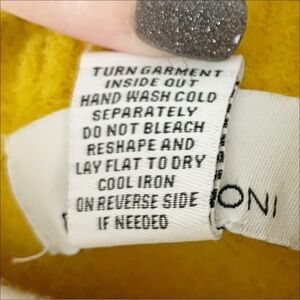 TURN GARMENT
INSIDE OUT
HAND WASH COLD
SEPARATELY
DO NOT BLEACH
RESHAPE AND
LAY FLAT TO DRY
COOL IRON
ON REVERSE SIDE
IF NEEDED